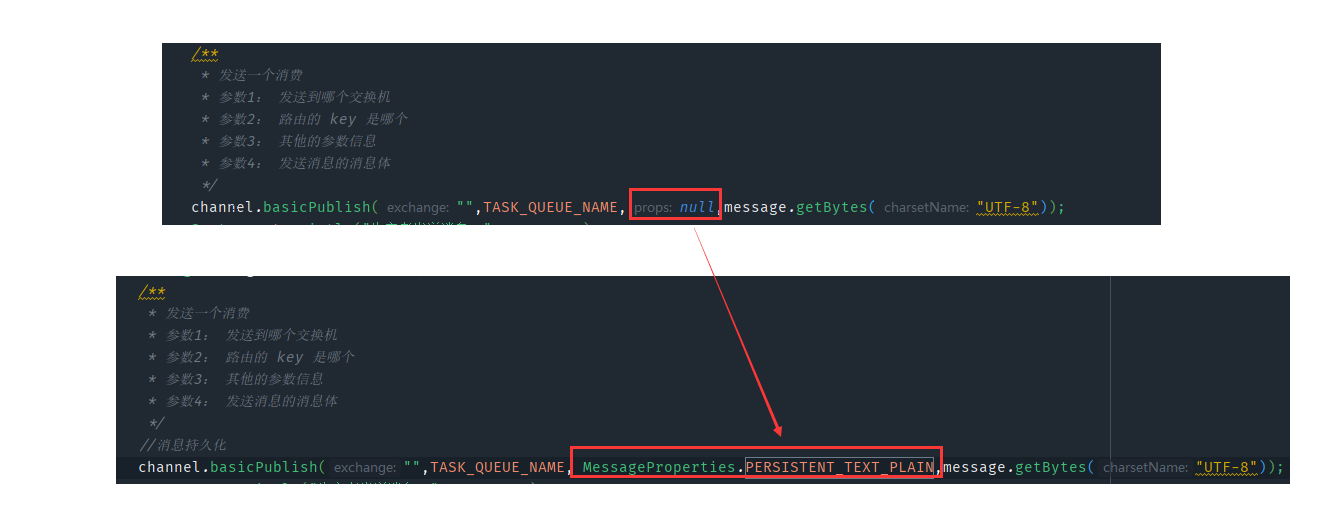 /**
* 发送一个消费
* 参数1： 发送到哪个交换机
* 参数2： 路由的 key 是哪个
* 参数3： 其他的参数信息
* 参数4： 发送消息的消息体
*/
channel.basicPublish( exchange: "",TASK_QUEUE_NAME, props: null,message.getBytes( charsetName: "UTF-8"));
/**
* 发送一个消费
* 参数1： 发送到哪个交换机
* 参数2： 路由的 key 是哪个
* 参数3： 其他的参数信息
* 参数4： 发送消息的消息体
*/
//消息持久化
channel.basicPublish( exchange: "",TASK_QUEUE_NAME, MessageProperties.PERSISTENT_TEXT_PLAIN,message.getBytes( charsetName: "UTF-8"));